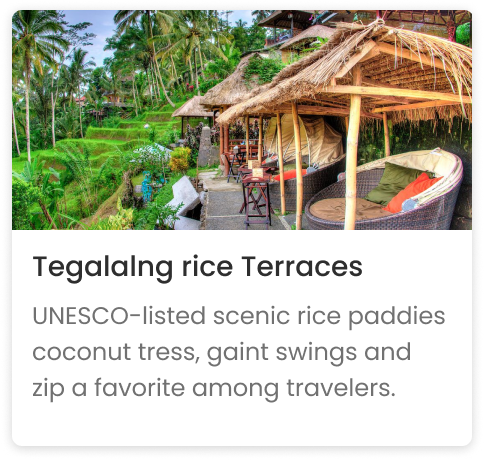 Tegalalng rice Terraces
UNESCO-listed scenic rice paddies
coconut tress, gaint swings and
zip a favorite among travelers.